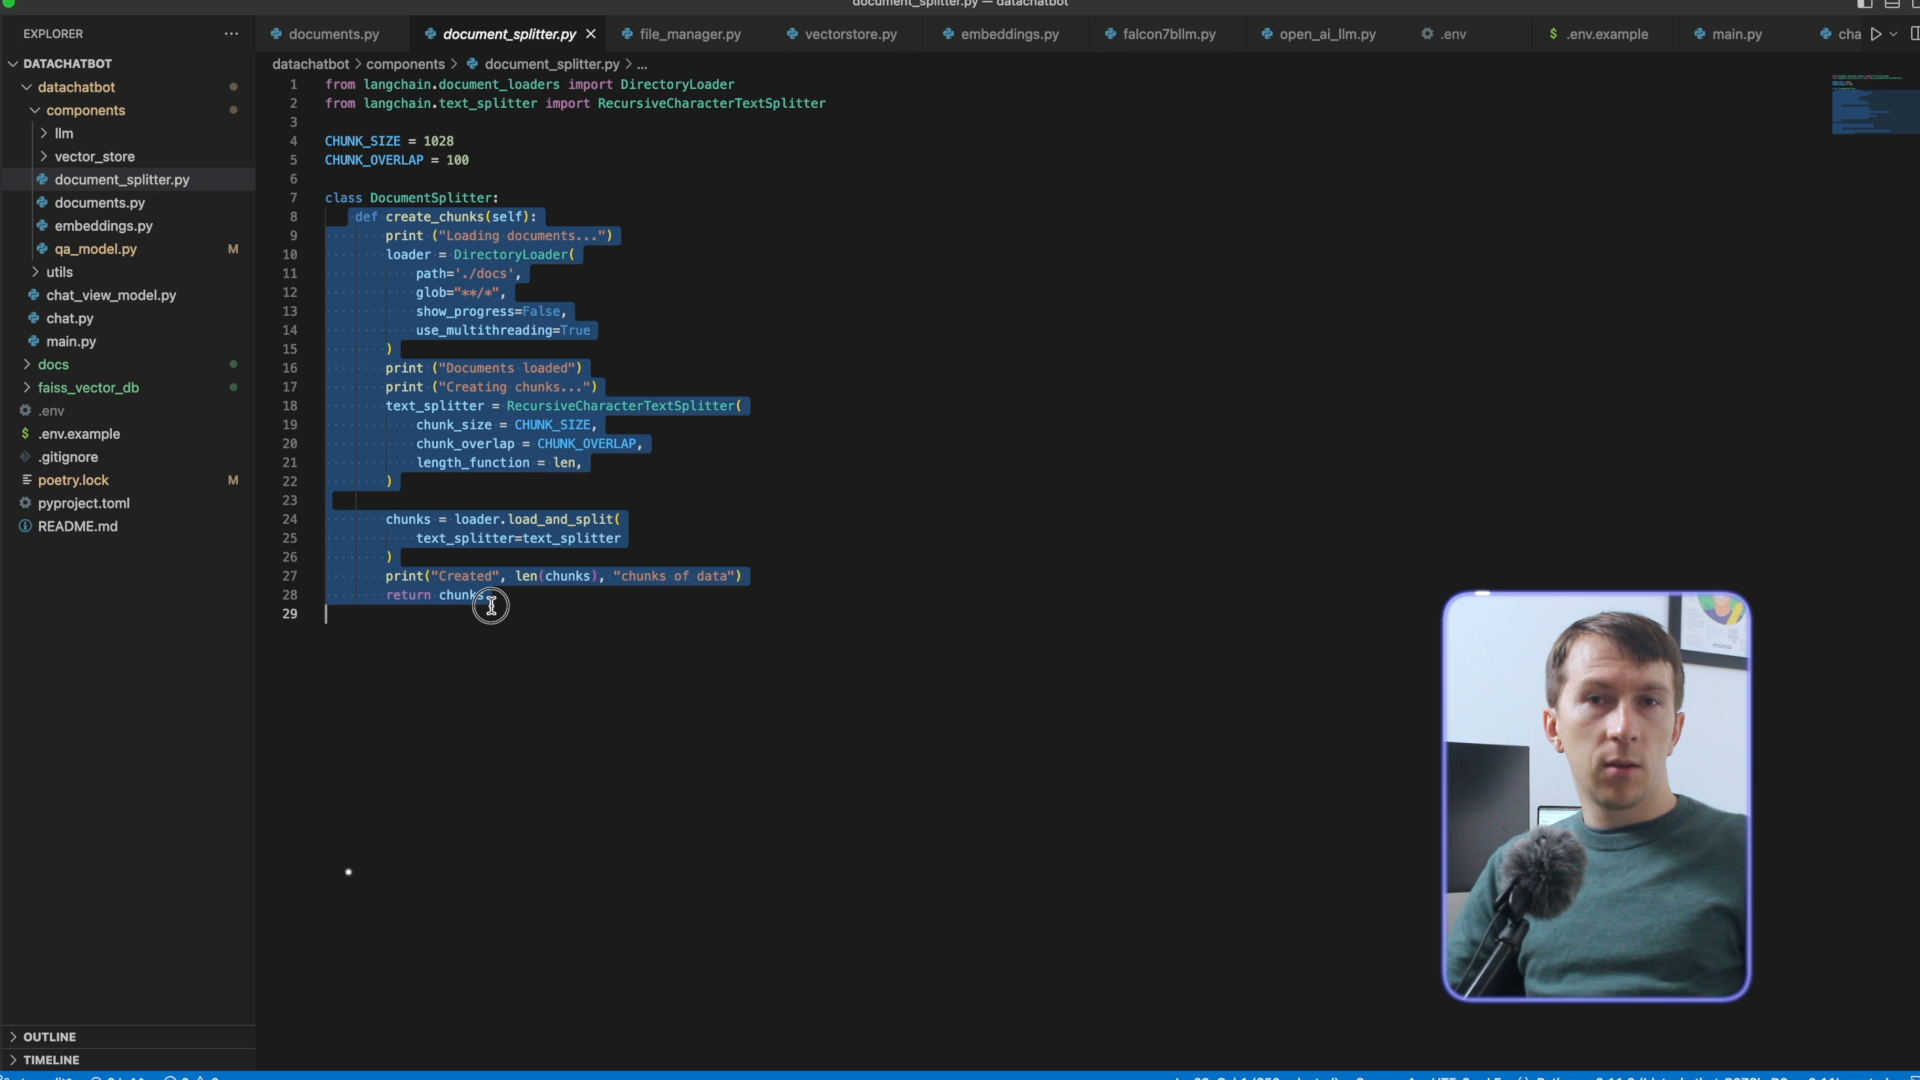 document_splitter.py — datachatbot
EXPLORER
documents.py
document_splitter.py
file_manager.py
vectorstore.py
embeddings.py
falcon7bllm.py
open_ai_llm.py
.env
$ .env.example
main.py
cha
DATACHATBOT
datachatbot
components
llm
vector_store
document_splitter.py
documents.py
embeddings.py
qa_model.py M
utils
chat_view_model.py
chat.py
main.py
docs
faiss_vector_db
.env
$ .env.example
.gitignore
poetry.lock M
pyproject.toml
README.md
OUTLINE
TIMELINE
datachatbot > components > document_splitter.py > ...
1 from langchain.document_loaders import DirectoryLoader
2 from langchain.text_splitter import RecursiveCharacterTextSplitter
3
4 CHUNK_SIZE = 1028
5 CHUNK_OVERLAP = 100
6
7 class DocumentSplitter:
8 def create_chunks(self):
9 print ("Loading documents...")
10 loader = DirectoryLoader(
11 path='./docs',
12 glob="**/*",
13 show_progress=False,
14 use_multithreading=True
15 )
16 print ("Documents loaded")
17 print ("Creating chunks...")
18 text_splitter = RecursiveCharacterTextSplitter(
19 chunk_size = CHUNK_SIZE,
20 chunk_overlap = CHUNK_OVERLAP,
21 length_function = len,
22 )
23
24 chunks = loader.load_and_split(
25 text_splitter=text_splitter
26 )
27 print("Created", len(chunks), "chunks of data")
28 return chunks
29
mimo